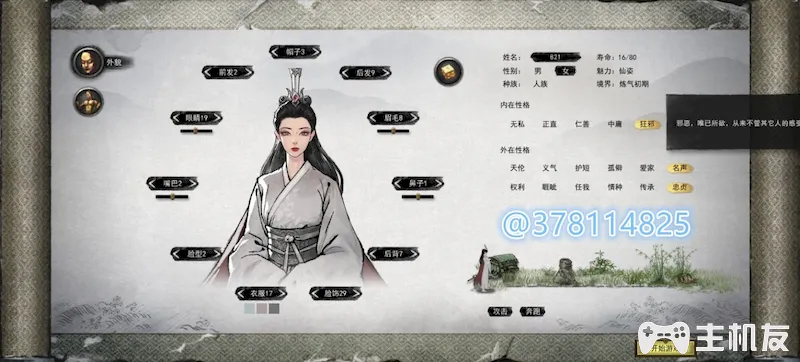 外貌
帽子3
前发2
后发9
眼睛19
眉毛8
嘴巴2
鼻子1
脸型2
后背7
衣服17
脸饰29
姓名： 821 寿命：16/80
性别： 男 女 魅力：仙姿
种族： 人族 境界：炼气初期
内在性格
无私 正直 仁善 中庸 狂邪
邪恶，唯已所欲，从来不管其它人的感受
外在性格
天伦 义气 护短 孤僻 爱家 名声
权利 睚眦 任我 情种 传承 忠贞
@378114825
攻击 奔跑
开始游
主机友